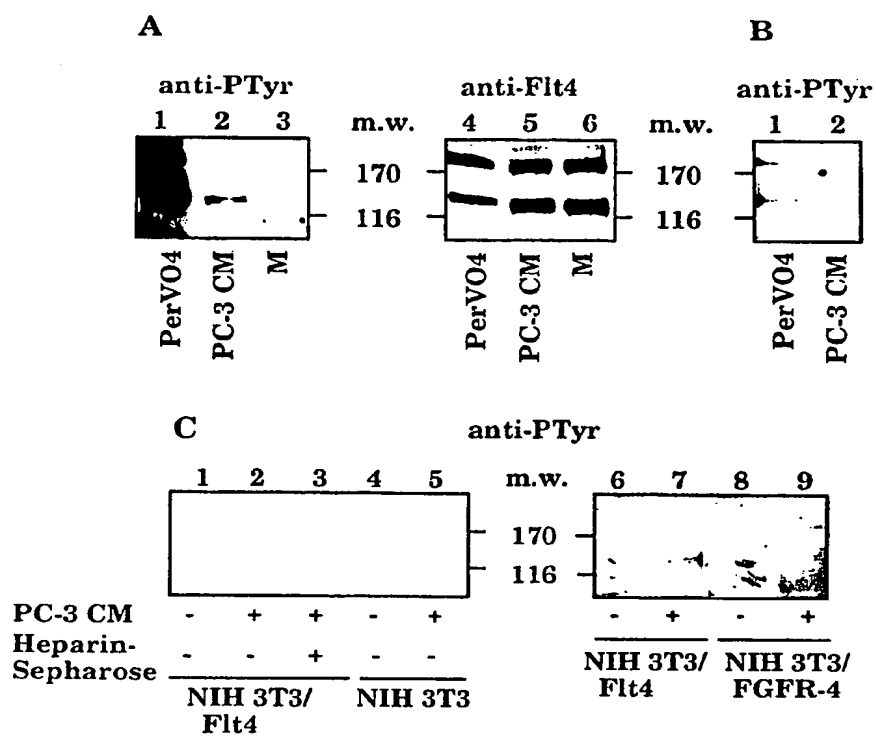 A
B
anti-PTyr
anti-Flt4
anti-PTyr
1 2 3 m.w. 4 5 6 m.w. 1 2
170 170
116 116
PerVO4
PC-3 CM
M
PerVO4
PC-3 CM
M
PerVO4
PC-3 CM
C
anti-PTyr
1 2 3 4 5 m.w. 6 7 8 9
170
116
PC-3 CM - + + - + - + - +
Heparin-
Sepharose - - + - -
NIH 3T3/
Flt4
NIH 3T3
NIH 3T3/
Flt4
NIH 3T3/
FGFR-4